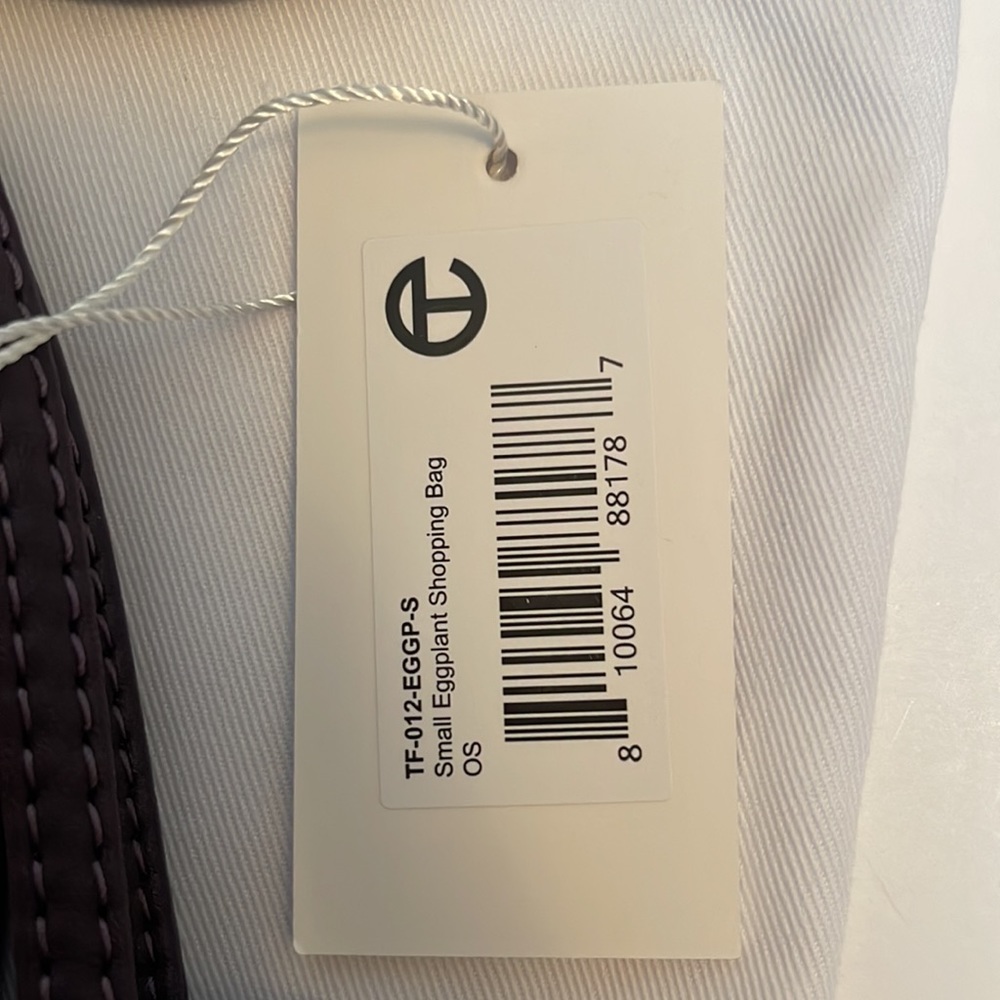 TF-012-EGGP-S
Small Eggplant Shopping Bag
OS
8 10064 88178 7